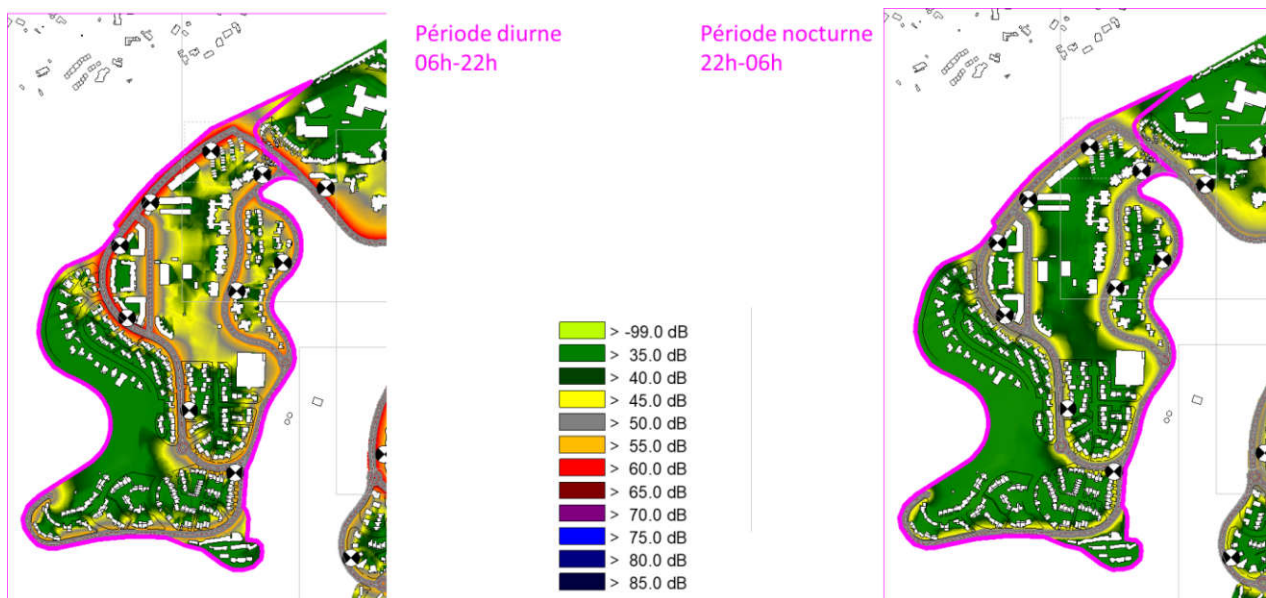 Période diurne
06h-22h
Période nocturne
22h-06h
> -99.0 dB
> 35.0 dB
> 40.0 dB
> 45.0 dB
> 50.0 dB
> 55.0 dB
> 60.0 dB
> 65.0 dB
> 70.0 dB
> 75.0 dB
> 80.0 dB
> 85.0 dB